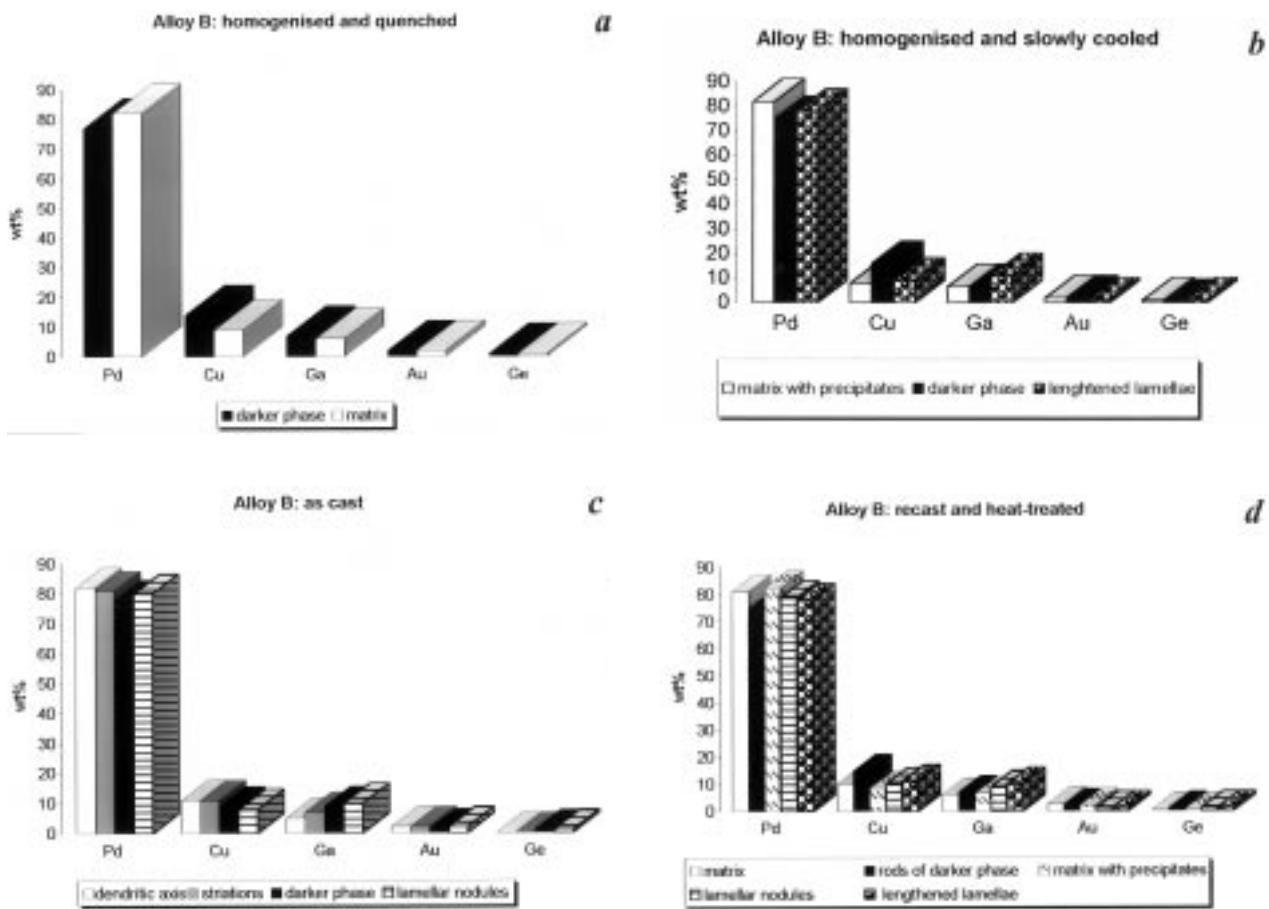 Alloy B: homogenised and quenched
a
90
80
70
60
50
40
30
20
10
0
wt%
Pd Cu Ga Au Ge
darker phase matrix
Alloy B: homogenised and slowly cooled
b
90
80
70
60
50
40
30
20
10
0
wt%
Pd Cu Ga Au Ge
matrix with precipitates darker phase lenghtened lamellae
Alloy B: as cast
c
90
80
70
60
50
40
30
20
10
0
wt%
Pd Cu Ga Au Ge
dendritic axis striations darker phase lamellar nodules
Alloy B: recast and heat-treated
d
90
80
70
60
50
40
30
20
10
0
wt%
Pd Cu Ga Au Ge
matrix rods of darker phase matrix with precipitates
lamellar nodules lengthened lamellae